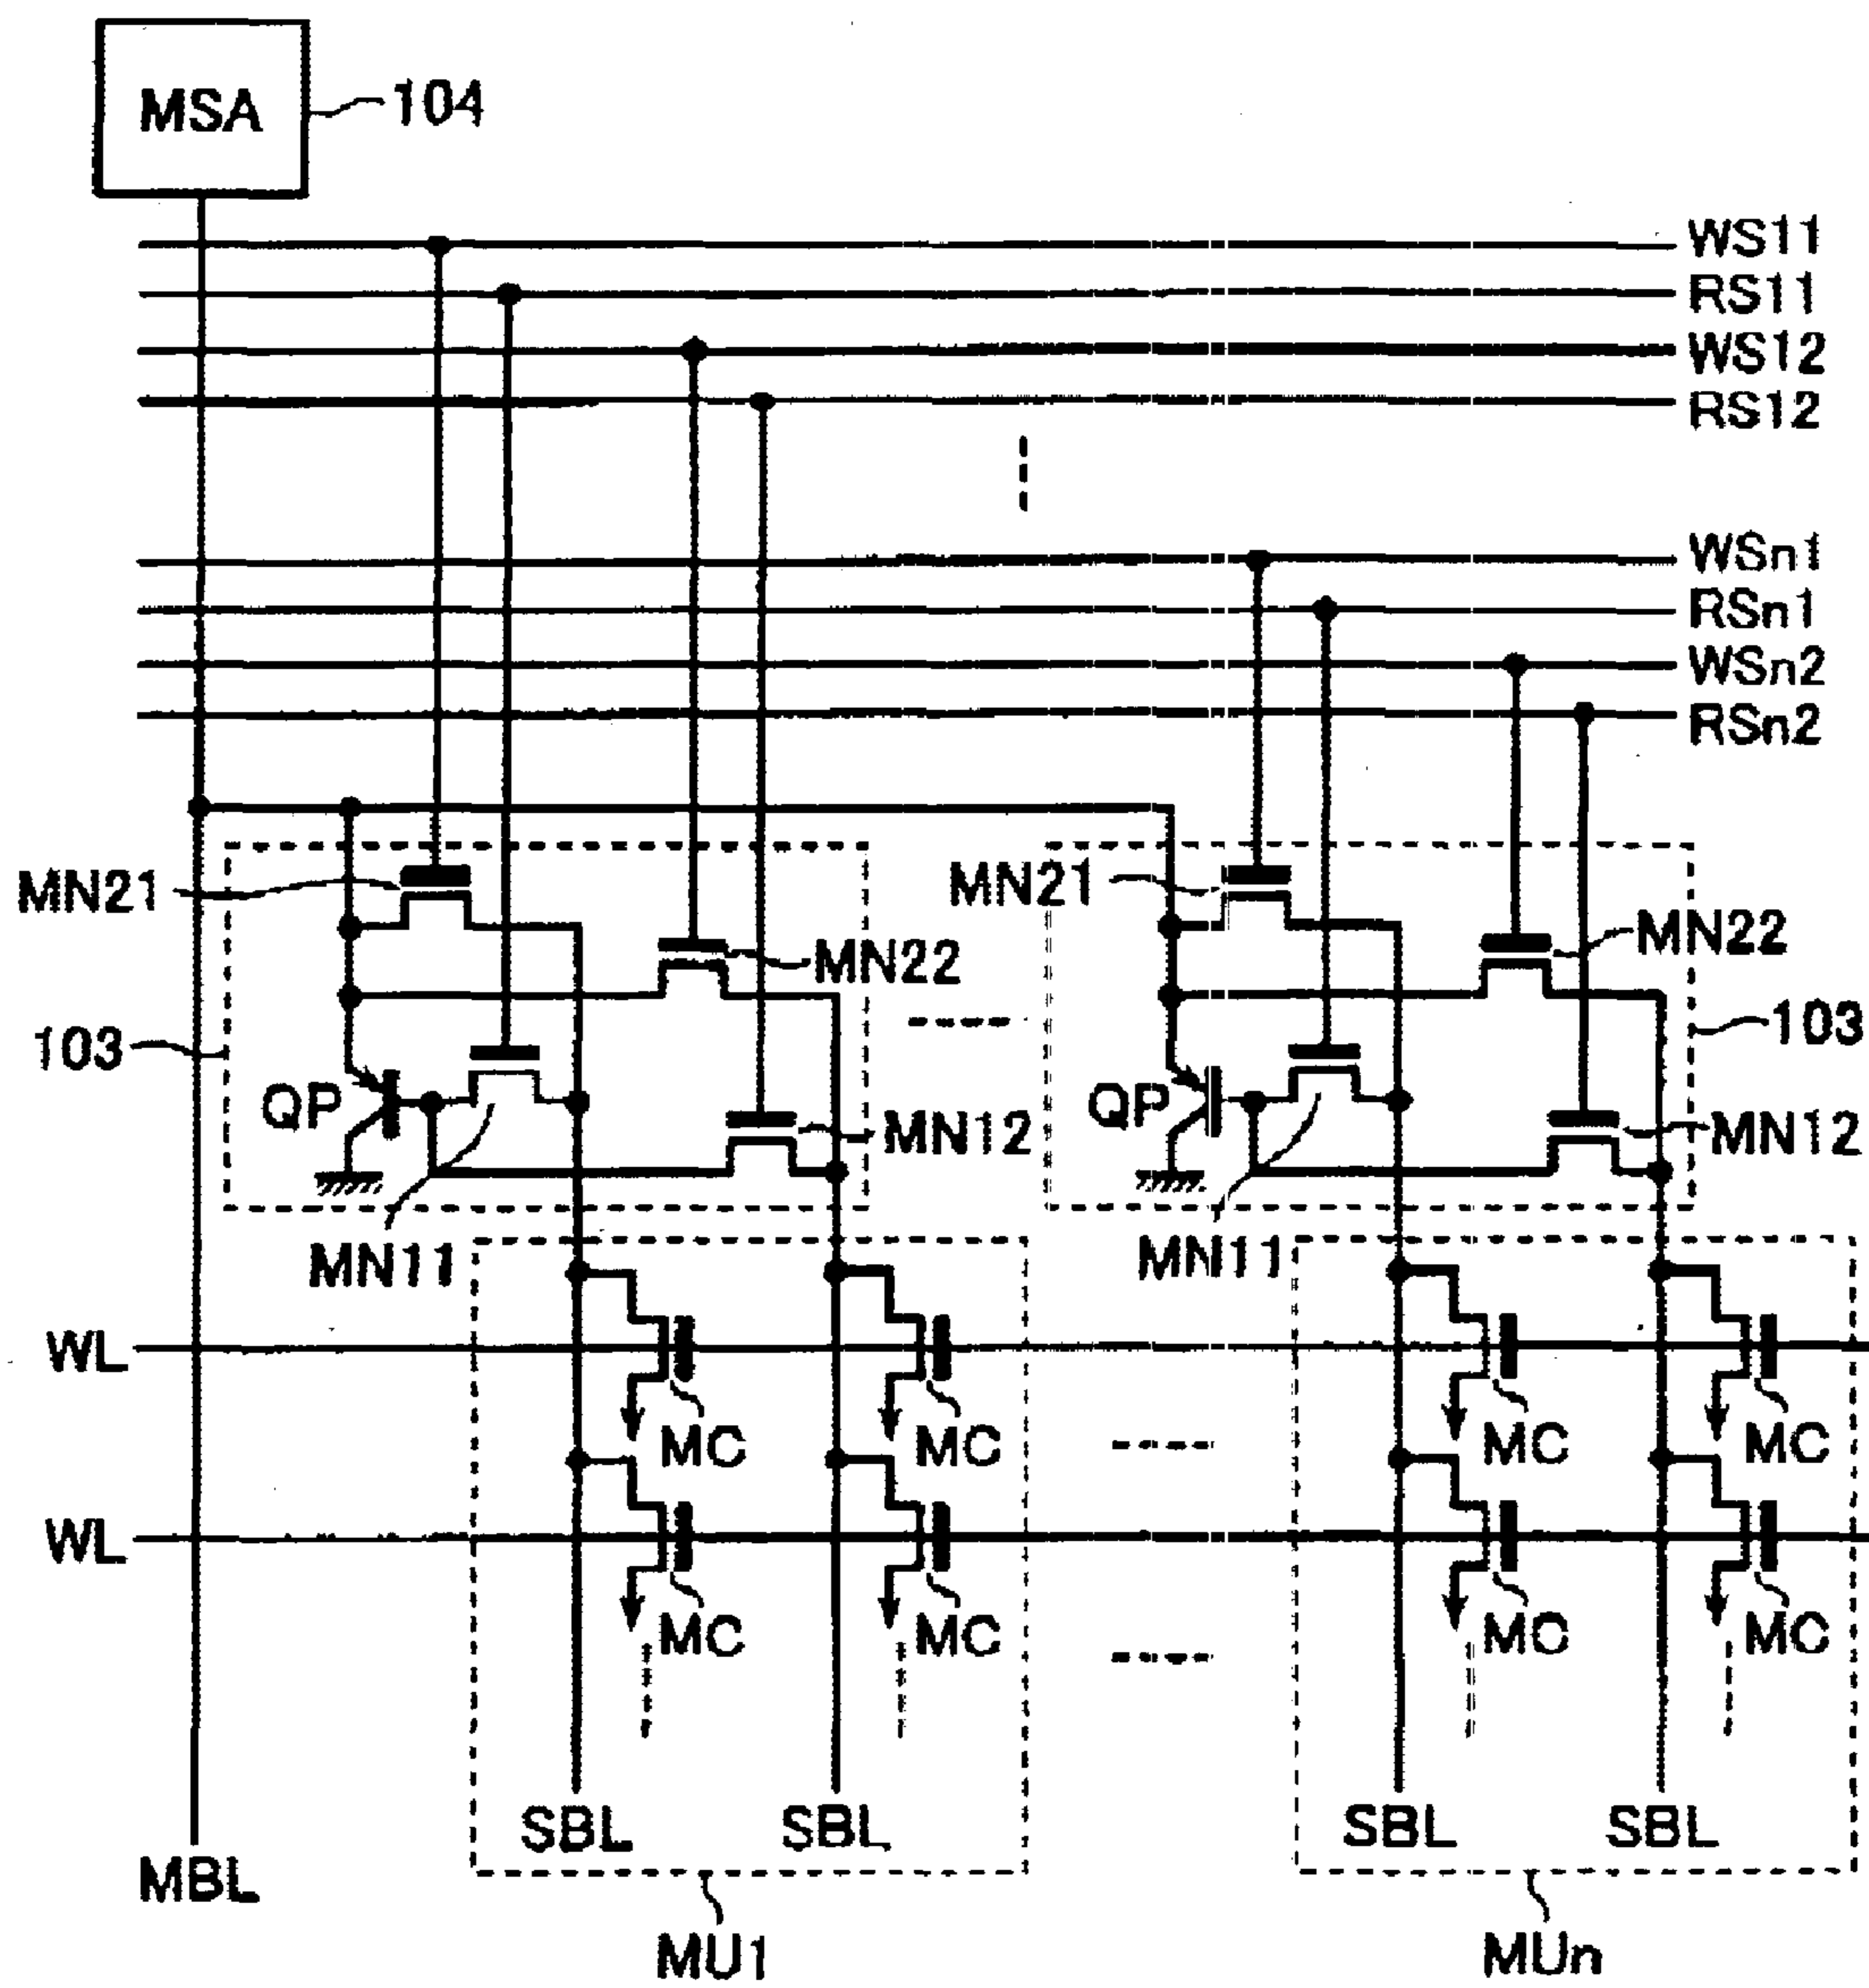 MSA
104
WS11
RS11
WS12
RS12
WSn1
RSn1
WSn2
RSn2
MN21
MN21
MN22
MN22
103
103
QP
QP
MN12
MN12
MN11
MN11
WL
MC
MC
MC
MC
WL
MC
MC
MC
MC
SBL
SBL
SBL
SBL
MBL
MU1
MUn